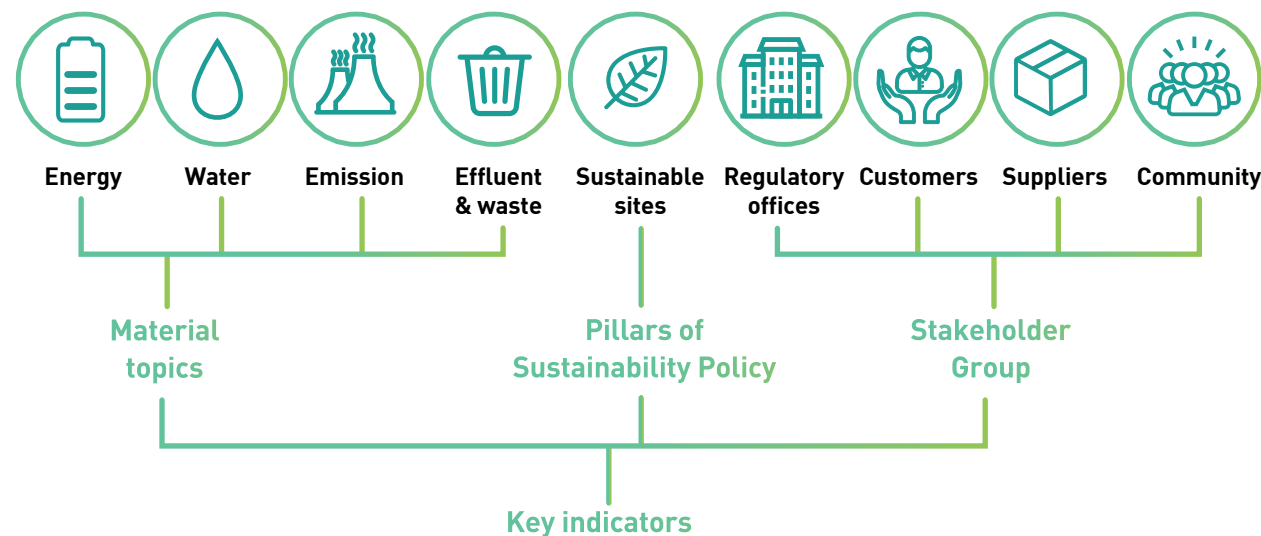 Energy
Water
Emission
Effluent
& waste
Sustainable
sites
Regulatory
offices
Customers
Suppliers
Community
Material
topics
Pillars of
Sustainability Policy
Stakeholder
Group
Key indicators